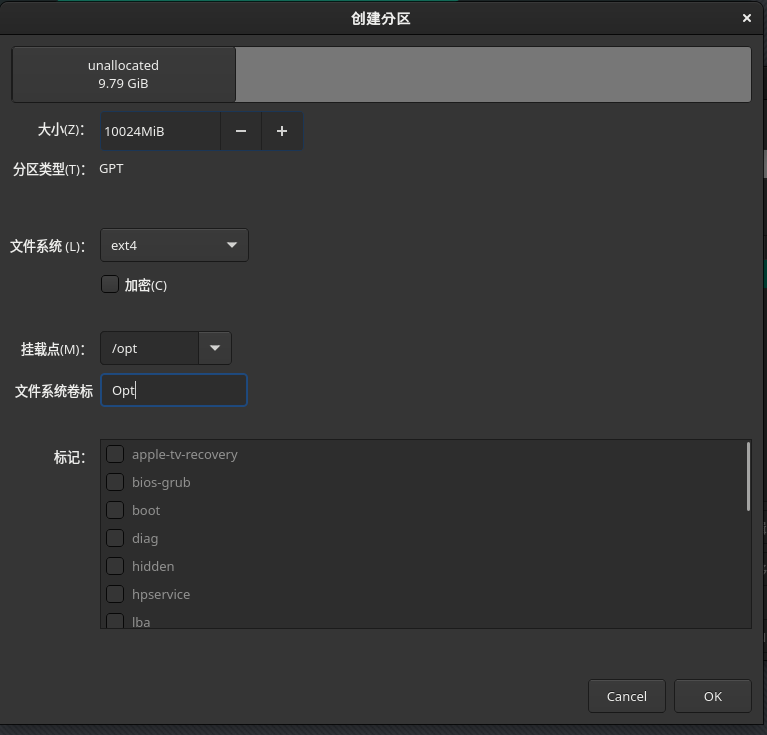 创建分区
unallocated
9.79 GiB
大小(Z)：
10024MiB
分区类型(T)：
GPT
文件系统 (L)：
ext4
加密(C)
挂载点(M)：
/opt
文件系统卷标
Opt
标记：
apple-tv-recovery
bios-grub
boot
diag
hidden
hpservice
lba
Cancel
OK